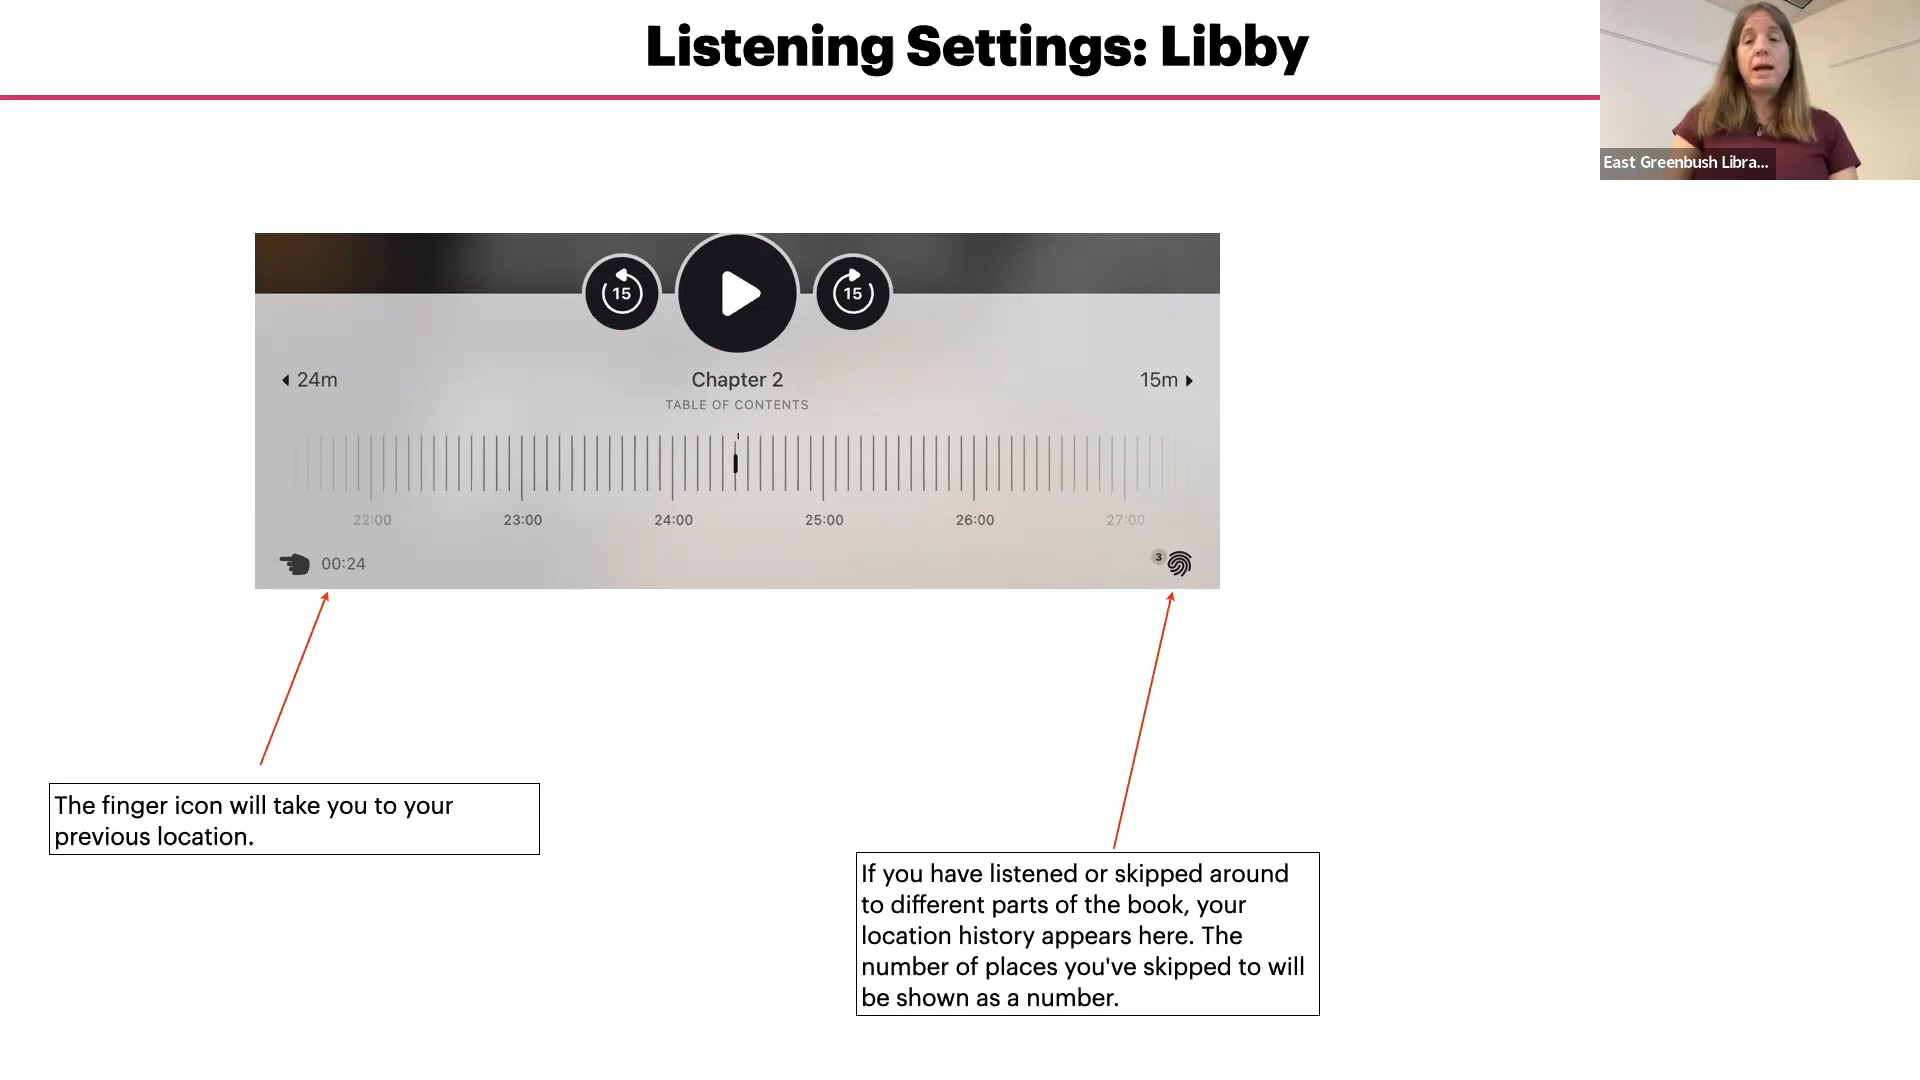 Listening Settings: Libby
East Greenbush Libra...
15
15
24m
Chapter 2
15m
TABLE OF CONTENTS
22:00 23:00 24:00 25:00 26:00 27:00
00:24
3
The finger icon will take you to your
previous location.
If you have listened or skipped around
to different parts of the book, your
location history appears here. The
number of places you've skipped to will
be shown as a number.